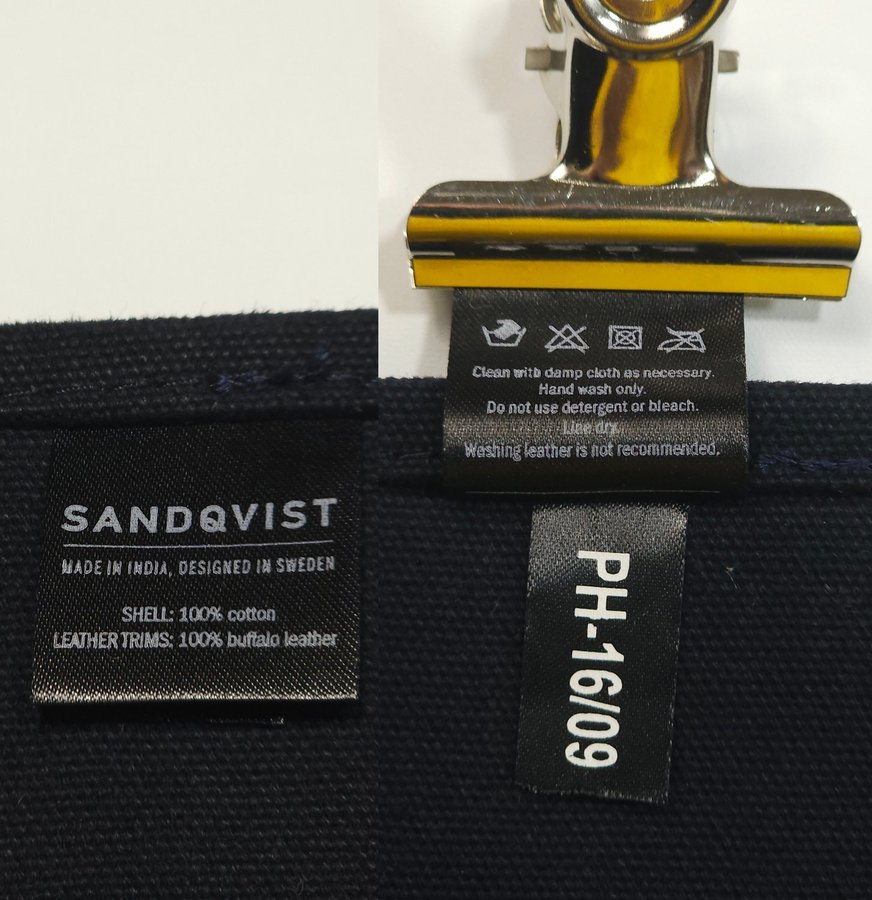 SANDQVIST
MADE IN INDIA, DESIGNED IN SWEDEN
SHELL: 100% cotton
LEATHER TRIMS: 100% buffalo leather
Clean with damp cloth as necessary.
Hand wash only.
Do not use detergent or bleach.
Line dry.
Washing leather is not recommended.
PH-16/09